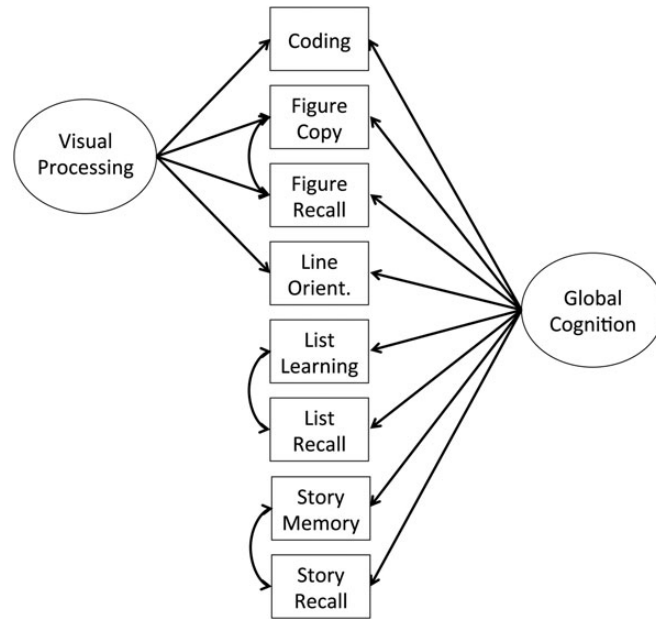 Coding
Figure
Copy
Visual
Processing
Figure
Recall
Line
Orient.
Global
Cognition
List
Learning
List
Recall
Story
Memory
Story
Recall